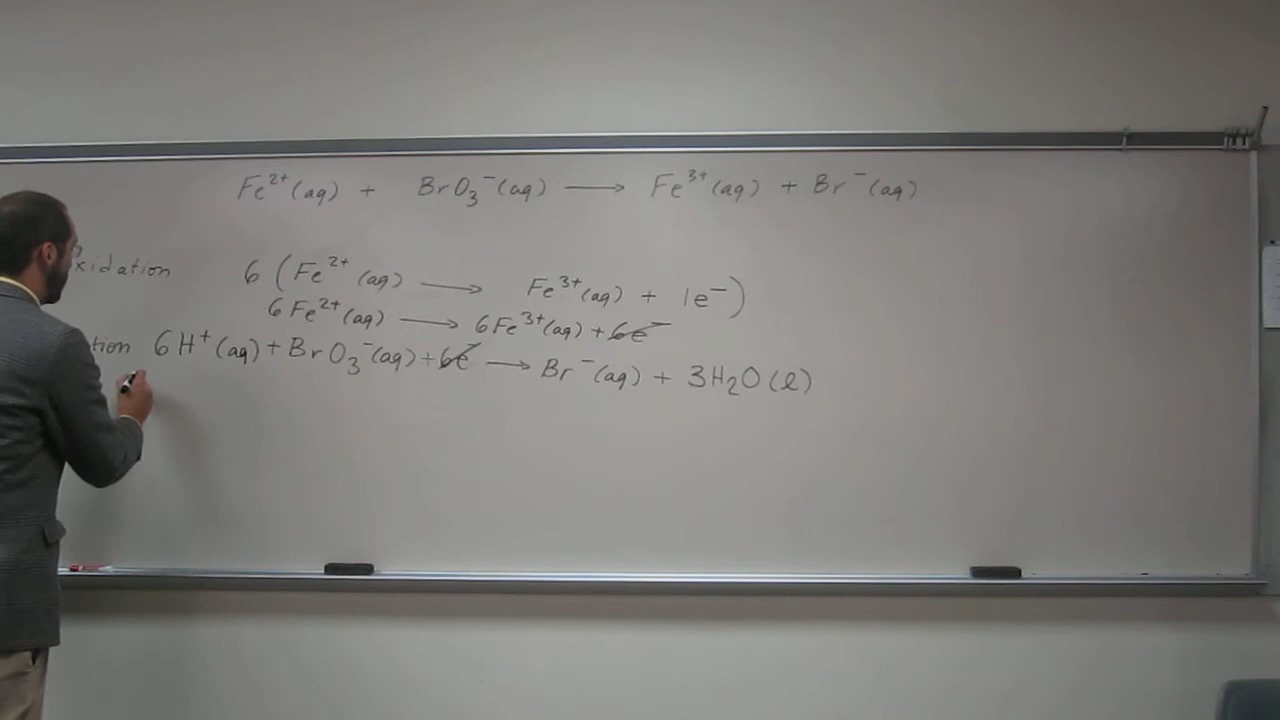 Fe²⁺(aq) + BrO₃⁻(aq) ⟶ Fe³⁺(aq) + Br⁻(aq)
xidation 6 (Fe²⁺(aq) ⟶ Fe³⁺(aq) + 1e⁻)
6Fe²⁺(aq) ⟶ 6Fe³⁺(aq) + 6e⁻
tion 6H⁺(aq) + BrO₃⁻(aq) + 6e⁻ ⟶ Br⁻(aq) + 3H₂O(l)